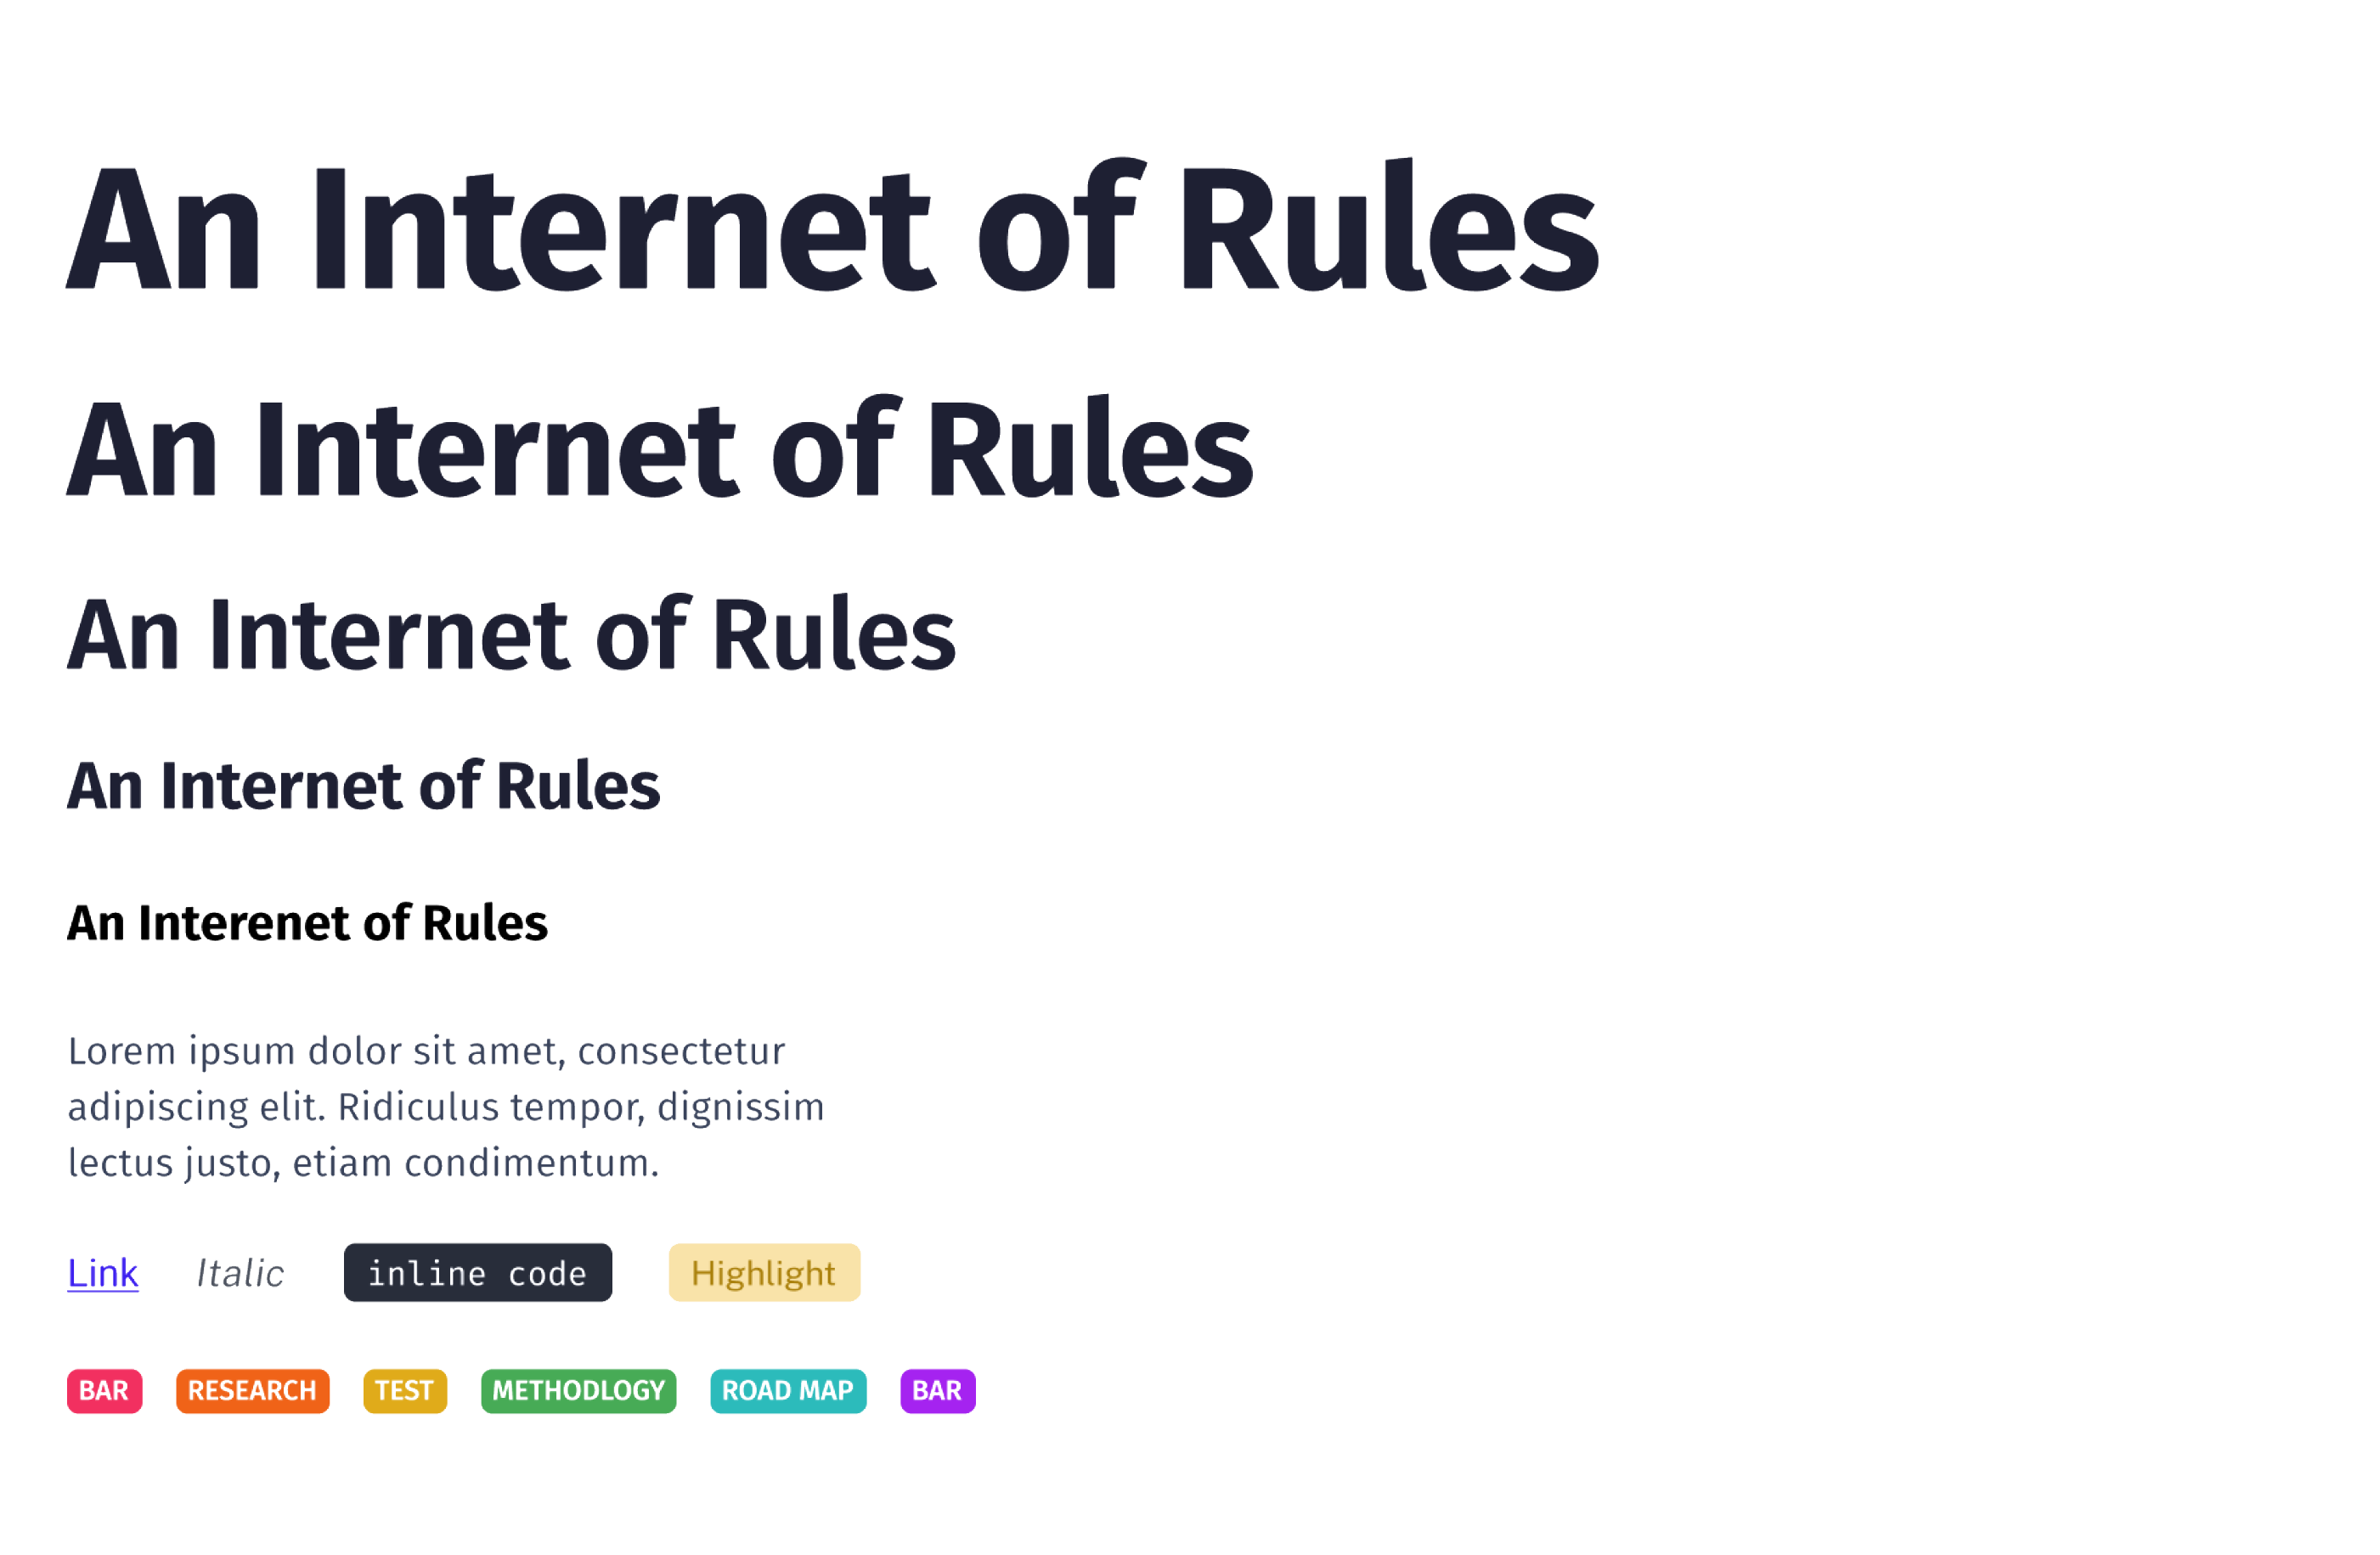 An Internet of Rules
An Internet of Rules
An Internet of Rules
An Internet of Rules
An Interenet of Rules
Lorem ipsum dolor sit amet, consectetur
adipiscing elit. Ridiculus tempor, dignissim
lectus justo, etiam condimentum.
Link Italic inline code Highlight
BAR RESEARCH TEST METHODLOGY ROAD MAP BAR